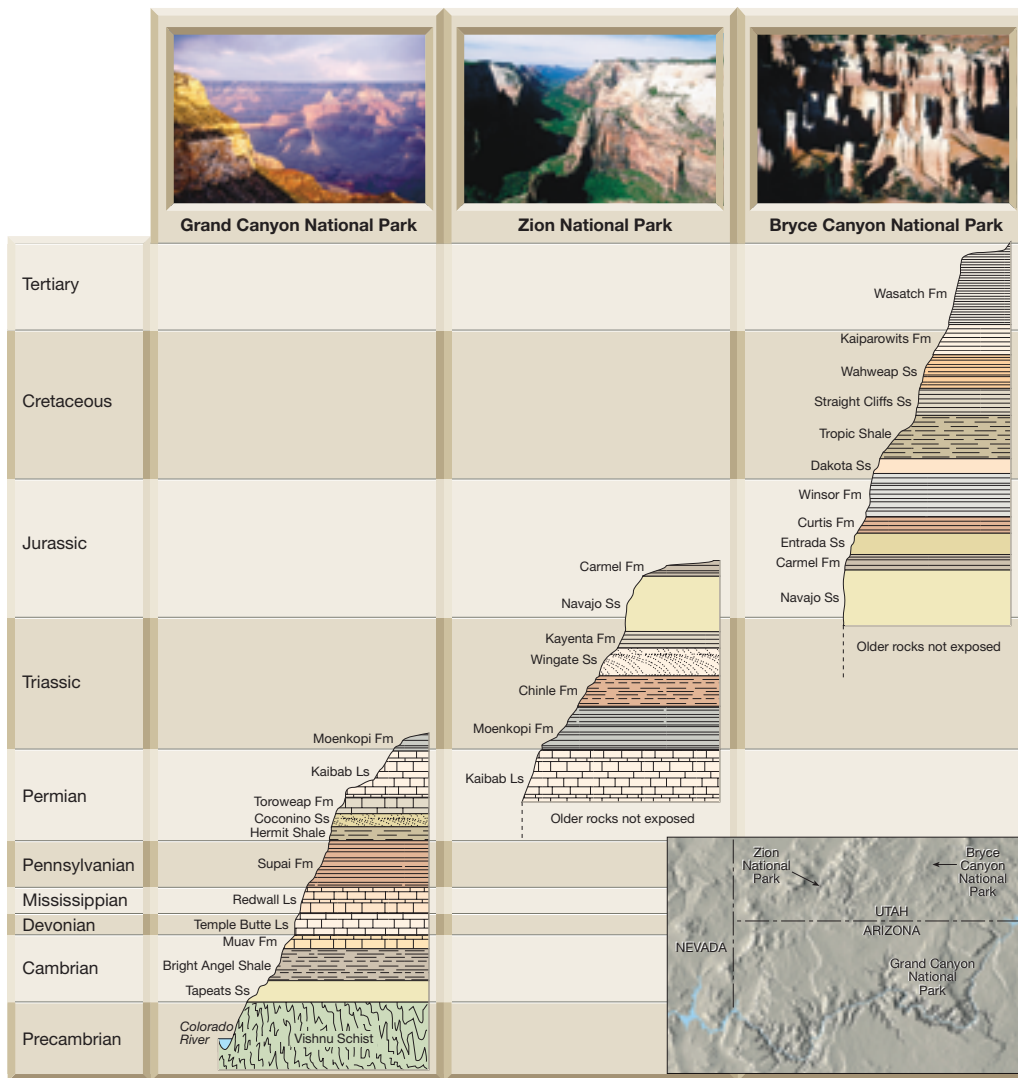 Grand Canyon National Park
Zion National Park
Bryce Canyon National Park
Tertiary
Cretaceous
Jurassic
Triassic
Permian
Pennsylvanian
Mississippian
Devonian
Cambrian
Precambrian
Moenkopi Fm
Kaibab Ls
Toroweap Fm
Coconino Ss
Hermit Shale
Supai Fm
Redwall Ls
Temple Butte Ls
Muav Fm
Bright Angel Shale
Tapeats Ss
Colorado
River
Vishnu Schist
Carmel Fm
Navajo Ss
Kayenta Fm
Wingate Ss
Chinle Fm
Moenkopi Fm
Kaibab Ls
Older rocks not exposed
Wasatch Fm
Kaiparowits Fm
Wahweap Ss
Straight Cliffs Ss
Tropic Shale
Dakota Ss
Winsor Fm
Curtis Fm
Entrada Ss
Carmel Fm
Navajo Ss
Older rocks not exposed
Zion
National
Park
Bryce
Canyon
National
Park
UTAH
ARIZONA
NEVADA
Grand Canyon
National
Park